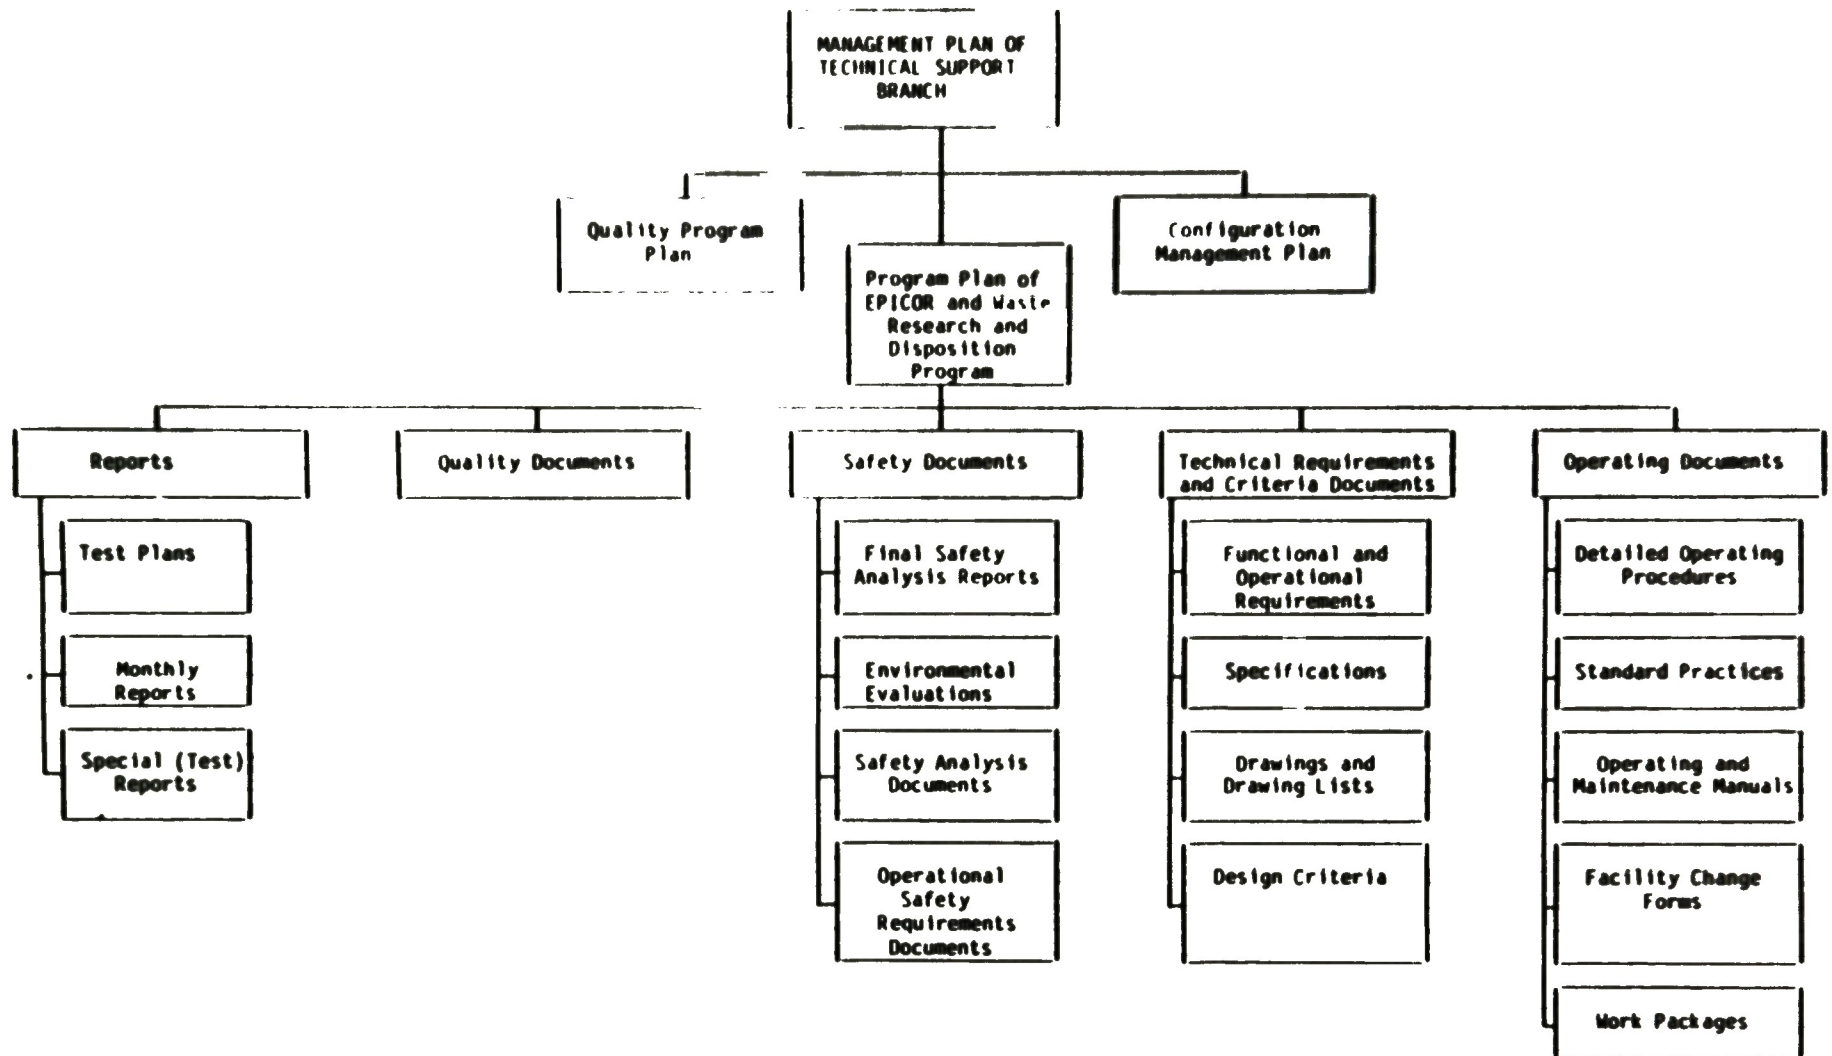 MANAGEMENT PLAN OF
TECHNICAL SUPPORT
BRANCH
Quality Program
Plan
Configuration
Management Plan
Program Plan of
EPICOR and Waste
Research and
Disposition
Program
Reports
Quality Documents
Safety Documents
Technical Requirements
and Criteria Documents
Operating Documents
Test Plans
Monthly
Reports
Special (Test)
Reports
Final Safety
Analysis Reports
Environmental
Evaluations
Safety Analysis
Documents
Operational
Safety
Requirements
Documents
Functional and
Operational
Requirements
Specifications
Drawings and
Drawing Lists
Design Criteria
Detailed Operating
Procedures
Standard Practices
Operating and
Maintenance Manuals
Facility Change
Forms
Work Packages